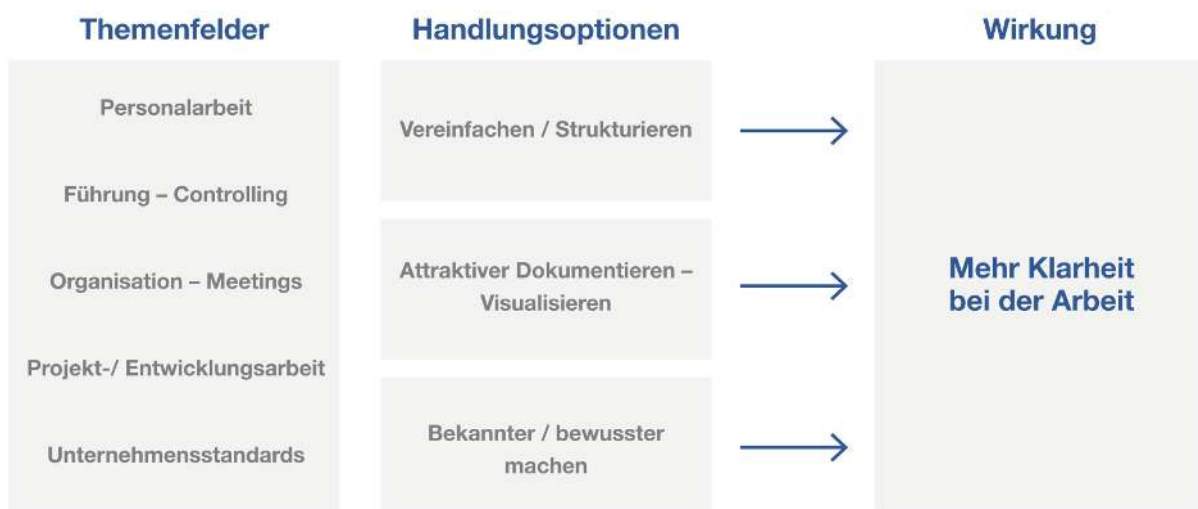 Themenfelder
Personalarbeit
Führung – Controlling
Organisation – Meetings
Projekt-/ Entwicklungsarbeit
Unternehmensstandards
Handlungsoptionen
Vereinfachen / Strukturieren
Attraktiver Dokumentieren –
Visualisieren
Bekannter / bewusster
machen
Wirkung
Mehr Klarheit
bei der Arbeit